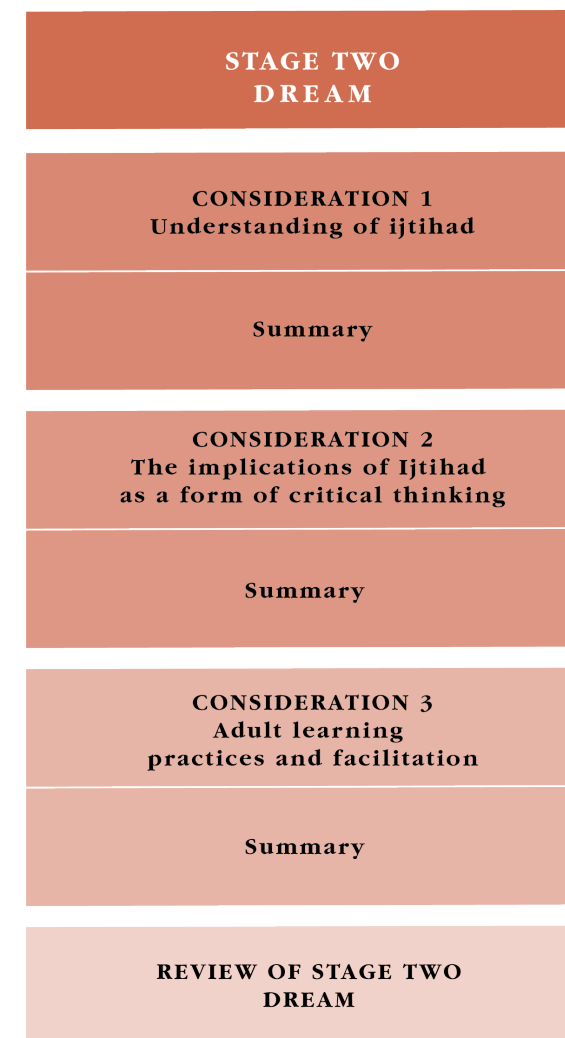 STAGE TWO
DREAM
CONSIDERATION 1
Understanding of ijtihad
Summary
CONSIDERATION 2
The implications of Ijtihad
as a form of critical thinking
Summary
CONSIDERATION 3
Adult learning
practices and facilitation
Summary
REVIEW OF STAGE TWO
DREAM